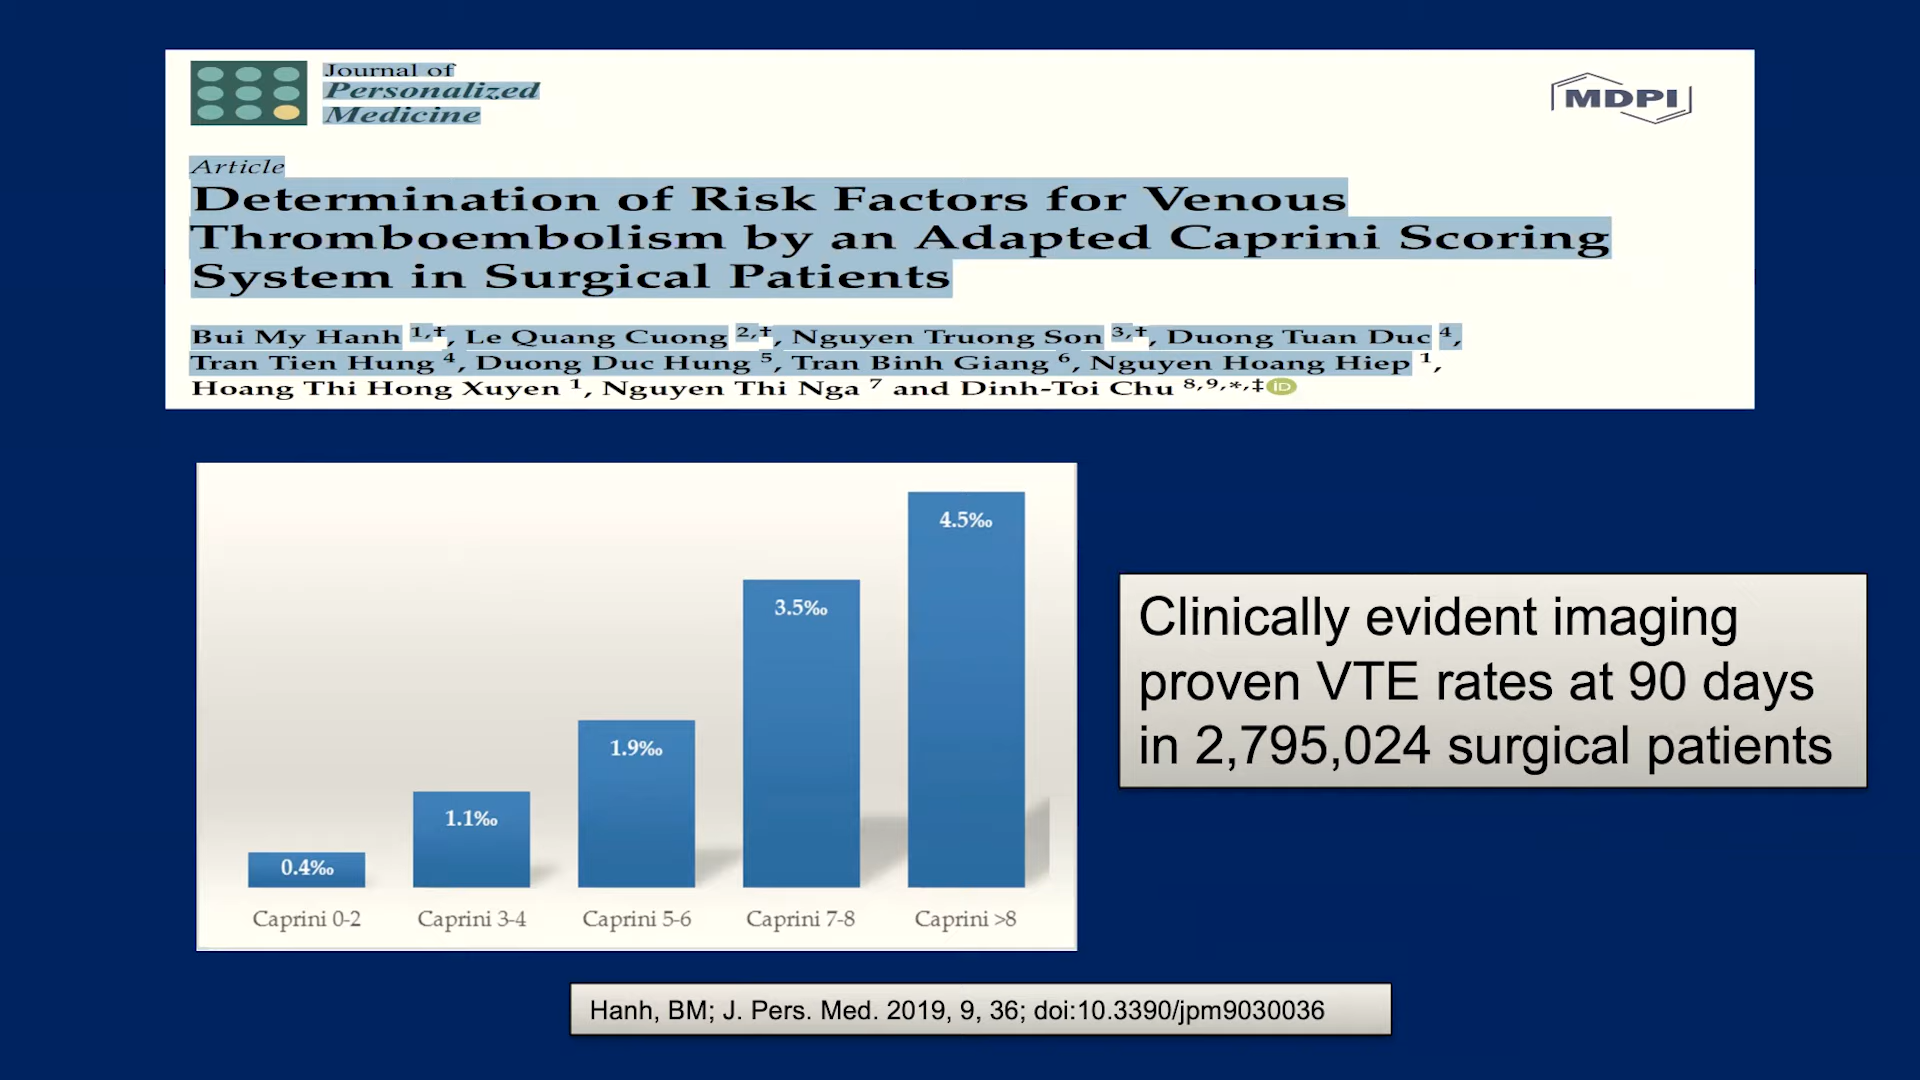 Journal of
Personalized
Medicine
MDPI
Article
Determination of Risk Factors for Venous
Thromboembolism by an Adapted Caprini Scoring
System in Surgical Patients
Bui My Hanh 1,†, Le Quang Cuong 2,†, Nguyen Truong Son 3,†, Duong Tuan Duc 4,
Tran Tien Hung 4, Duong Duc Hung 5, Tran Binh Giang 6, Nguyen Hoang Hiep 1,
Hoang Thi Hong Xuyen 1, Nguyen Thi Nga 7 and Dinh-Toi Chu 8,9,*,‡ iD
4.5‰
3.5‰
1.9‰
1.1‰
0.4‰
Caprini 0-2 Caprini 3-4 Caprini 5-6 Caprini 7-8 Caprini >8
Clinically evident imaging
proven VTE rates at 90 days
in 2,795,024 surgical patients
Hanh, BM; J. Pers. Med. 2019, 9, 36; doi:10.3390/jpm9030036